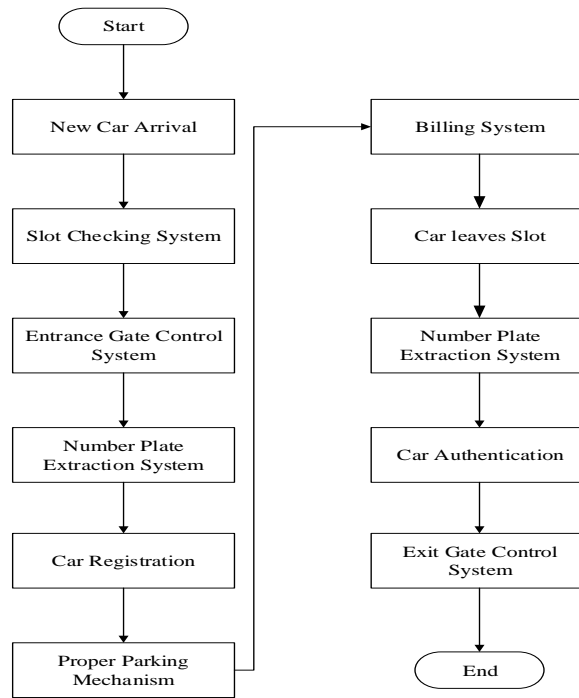 Start
New Car Arrival
Slot Checking System
Entrance Gate Control
System
Number Plate
Extraction System
Car Registration
Proper Parking
Mechanism
Billing System
Car leaves Slot
Number Plate
Extraction System
Car Authentication
Exit Gate Control
System
End